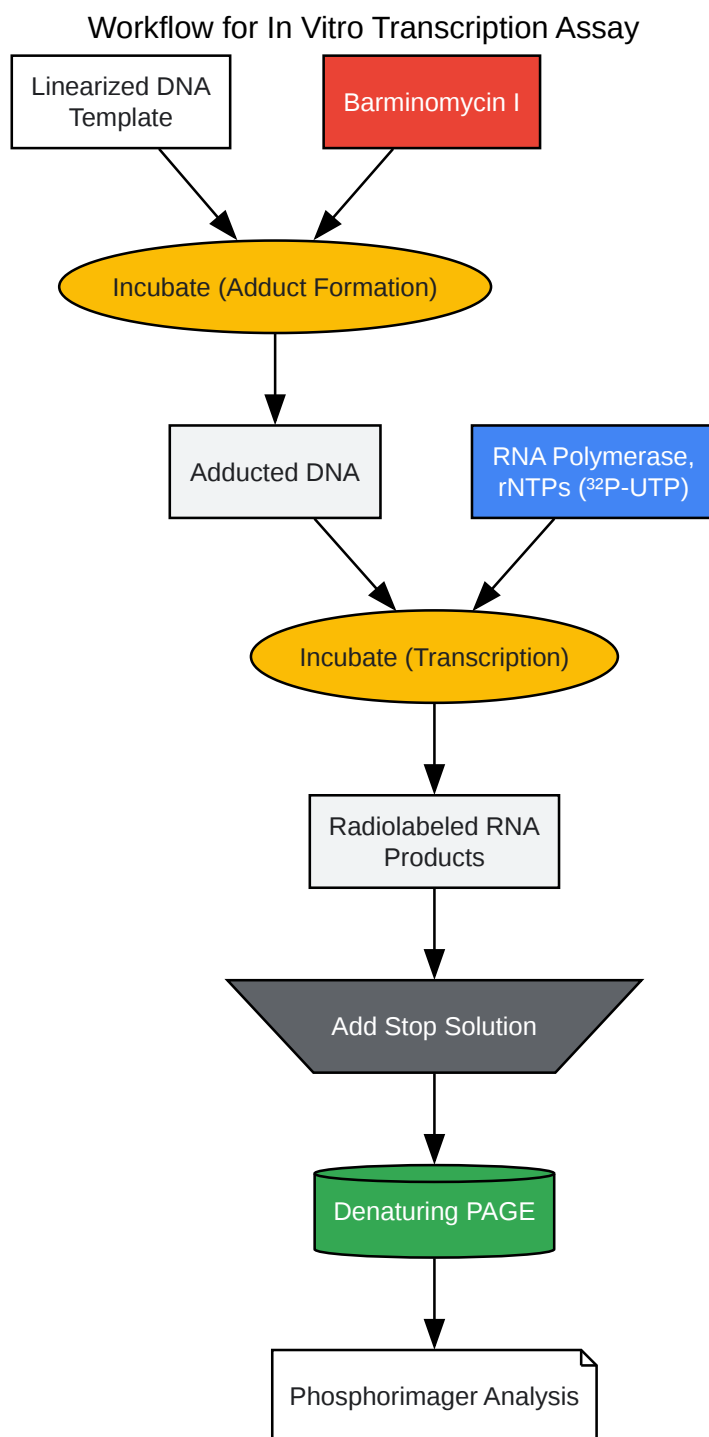 Workflow for In Vitro Transcription Assay
Linearized DNA
Template
Barminomycin I
Incubate (Adduct Formation)
Adducted DNA
RNA Polymerase,
rNTPs (³²P-UTP)
Incubate (Transcription)
Radiolabeled RNA
Products
Add Stop Solution
Denaturing PAGE
Phosphorimager Analysis